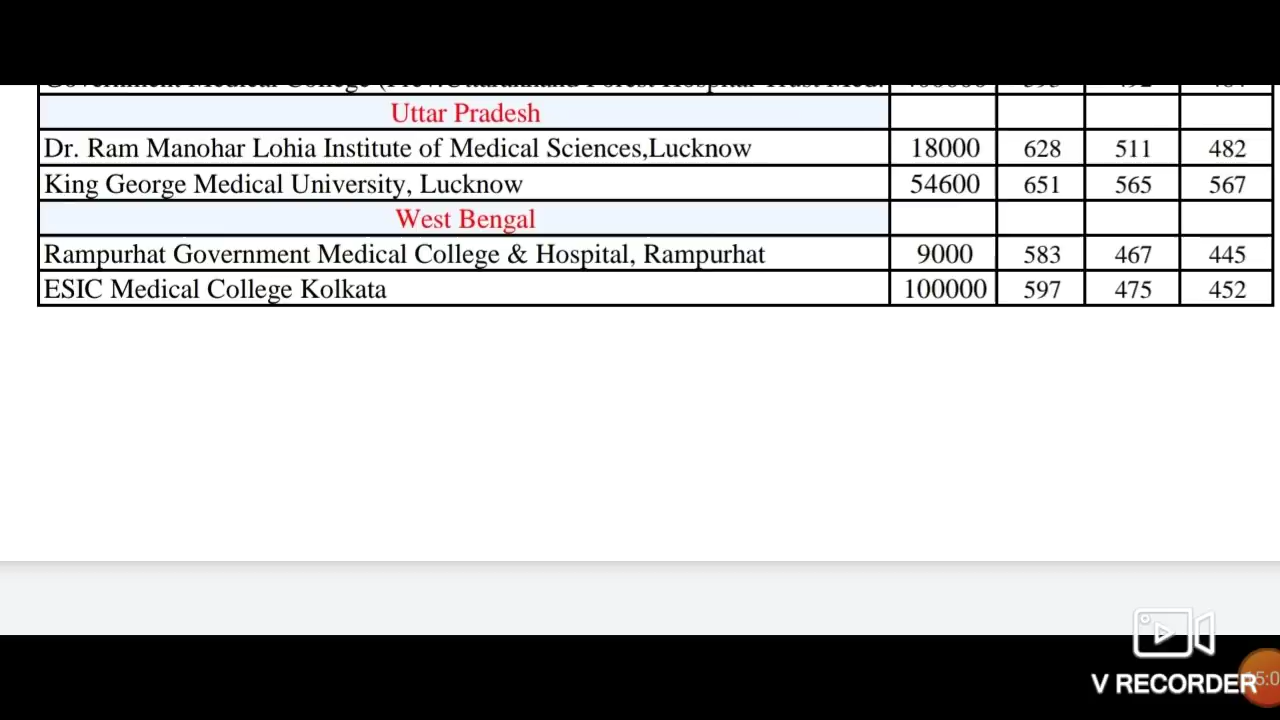 Uttar Pradesh
Dr. Ram Manohar Lohia Institute of Medical Sciences,Lucknow 18000 628 511 482
King George Medical University, Lucknow 54600 651 565 567
West Bengal
Rampurhat Government Medical College & Hospital, Rampurhat 9000 583 467 445
ESIC Medical College Kolkata 100000 597 475 452
V RECORDER